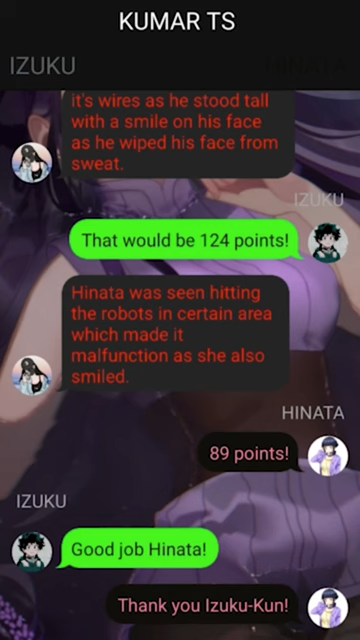 KUMAR TS
IZUKU
HINATA
it's wires as he stood tall
with a smile on his face
as he wiped his face from
sweat.
IZUKU
That would be 124 points!
Hinata was seen hitting
the robots in certain area
which made it
malfunction as she also
smiled.
HINATA
89 points!
IZUKU
Good job Hinata!
Thank you Izuku-Kun!